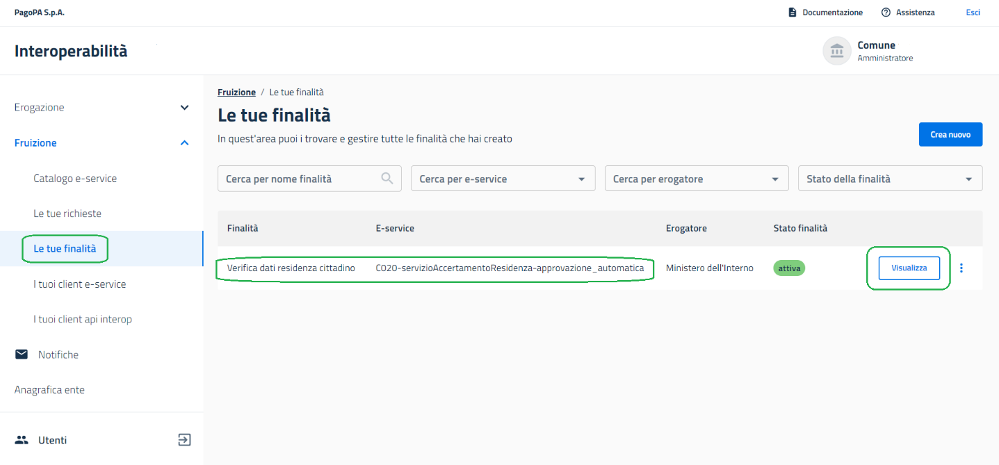 PagoPA S.p.A.
Documentazione
Assistenza
Esci
Interoperabilità
Comune
Amministratore
Erogazione
Fruizione
Catalogo e-service
Le tue richieste
Le tue finalità
I tuoi client e-service
I tuoi client api interop
Notifiche
Anagrafica ente
Utenti
Fruizione / Le tue finalità
Le tue finalità
In quest'area puoi i trovare e gestire tutte le finalità che hai creato
Crea nuovo
Cerca per nome finalità
Cerca per e-service
Cerca per erogatore
Stato della finalità
Finalità E-service Erogatore Stato finalità
Verifica dati residenza cittadino C020-servizioAccertamentoResidenza-approvazione_automatica Ministero dell'Interno attiva Visualizza